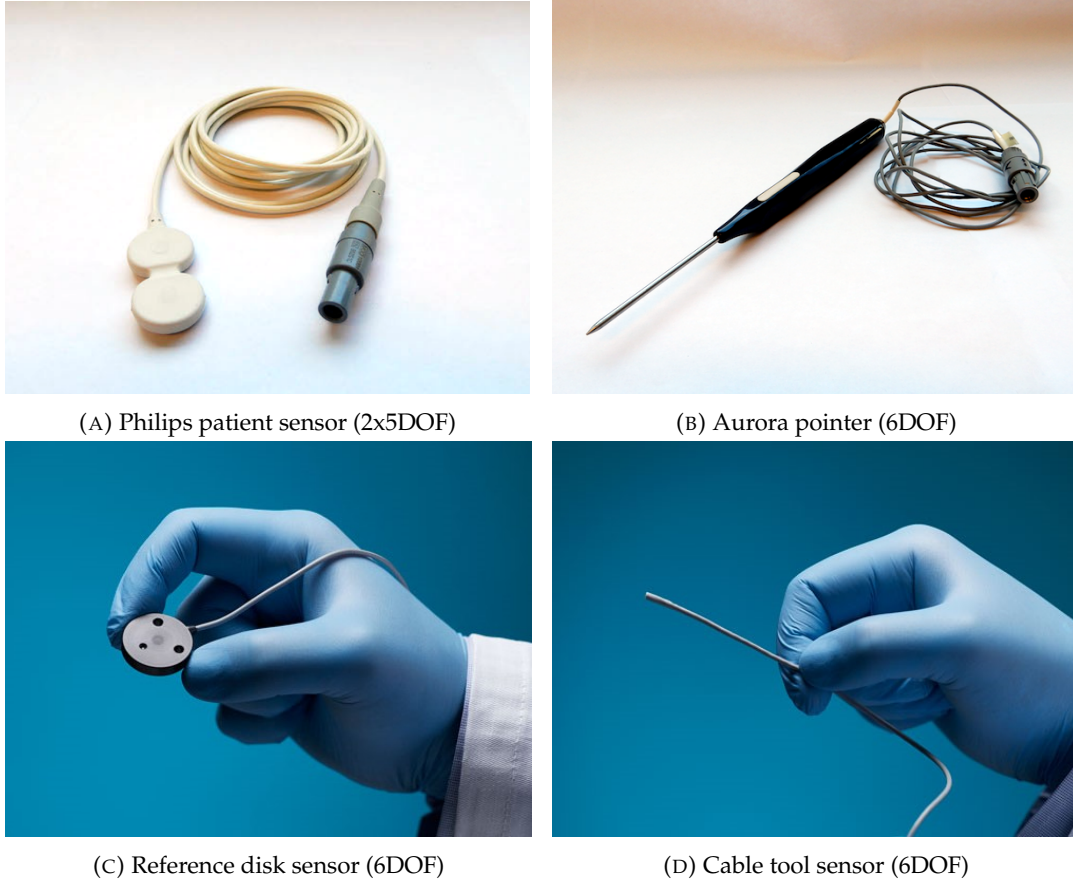 (A) Philips patient sensor (2x5DOF)
(B) Aurora pointer (6DOF)
(C) Reference disk sensor (6DOF)
(D) Cable tool sensor (6DOF)